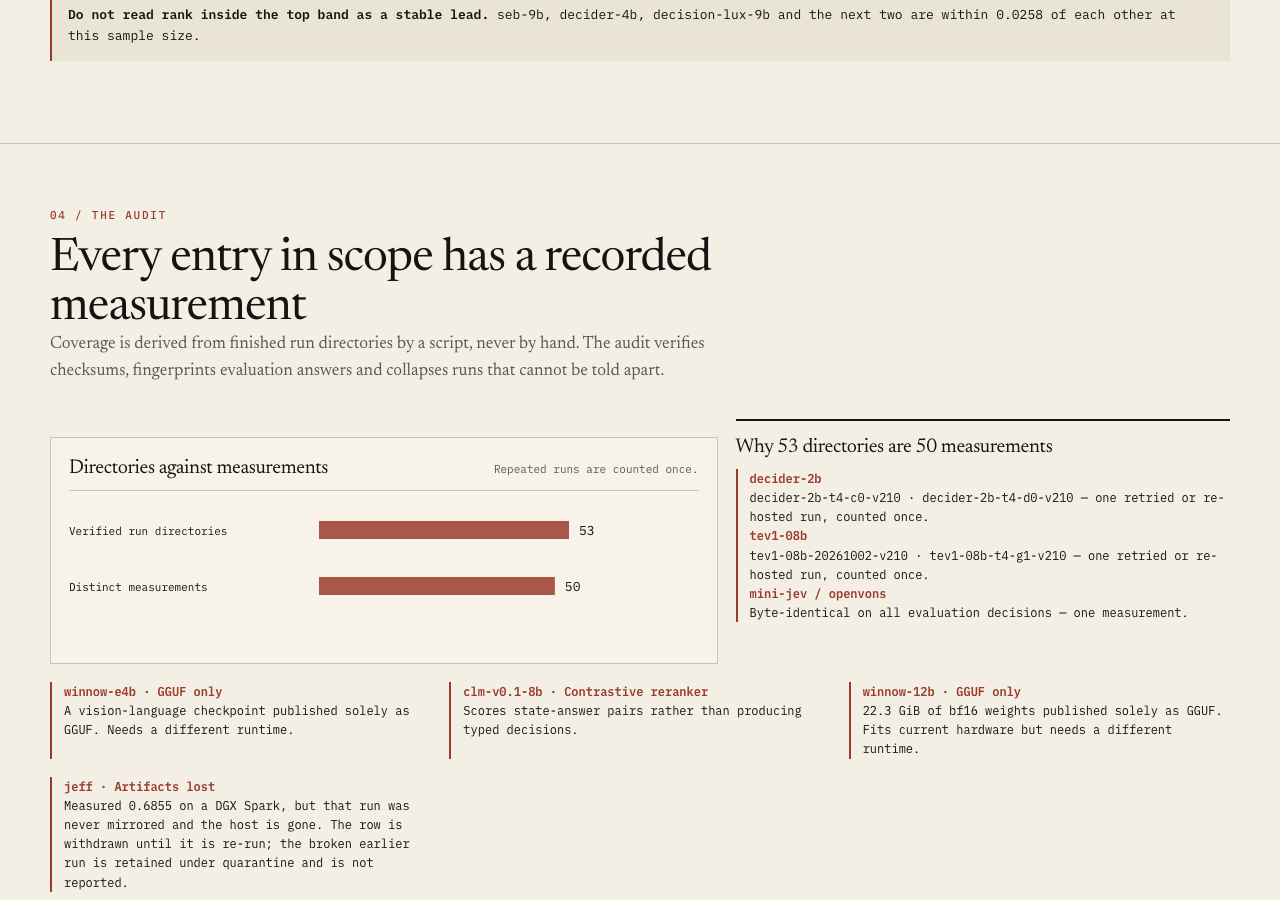 Do not read rank inside the top band as a stable lead. seb-9b, decider-4b, decision-lux-9b and the next two are within 0.0258 of each other at
this sample size.
04 / THE AUDIT
Every entry in scope has a recorded
measurement
Coverage is derived from finished run directories by a script, never by hand. The audit verifies
checksums, fingerprints evaluation answers and collapses runs that cannot be told apart.
Directories against measurements
Repeated runs are counted once.
Verified run directories
53
Distinct measurements
50
Why 53 directories are 50 measurements
decider-2b
decider-2b-t4-c0-v210 · decider-2b-t4-d0-v210 — one retried or re-
hosted run, counted once.
tev1-08b
tev1-08b-20261002-v210 · tev1-08b-t4-g1-v210 — one retried or re-
hosted run, counted once.
mini-jev / openvons
Byte-identical on all evaluation decisions — one measurement.
winnow-e4b · GGUF only
A vision-language checkpoint published solely as
GGUF. Needs a different runtime.
clm-v0.1-8b · Contrastive reranker
Scores state-answer pairs rather than producing
typed decisions.
winnow-12b · GGUF only
22.3 GiB of bf16 weights published solely as GGUF.
Fits current hardware but needs a different
runtime.
jeff · Artifacts lost
Measured 0.6855 on a DGX Spark, but that run was
never mirrored and the host is gone. The row is
withdrawn until it is re-run; the broken earlier
run is retained under quarantine and is not
reported.